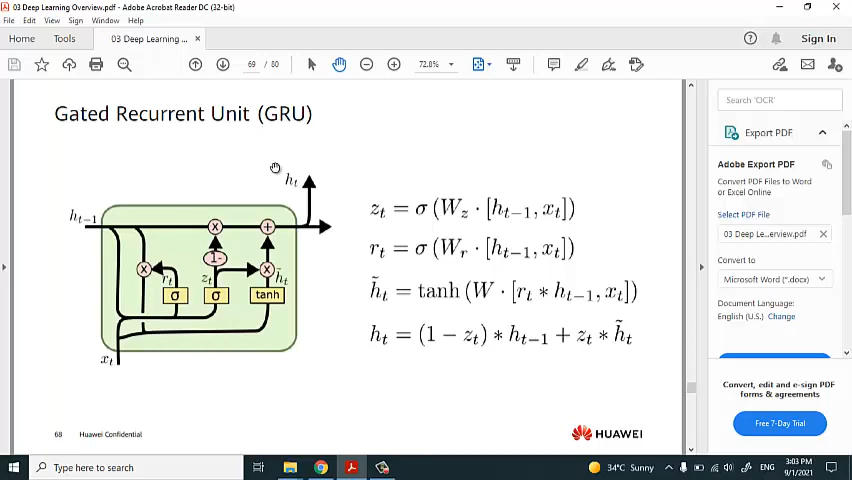 03 Deep Learning Overview.pdf - Adobe Acrobat Reader DC (32-bit)
File Edit View Sign Window Help
Home Tools 03 Deep Learning ... × Sign In
69 / 80 72.8%
Gated Recurrent Unit (GRU)
h_t
h_{t-1}
x +
1-
x r_t z_t x h̃_t
σ σ tanh
x_t
z_t = σ (W_z · [h_{t-1}, x_t])
r_t = σ (W_r · [h_{t-1}, x_t])
h̃_t = tanh (W · [r_t * h_{t-1}, x_t])
h_t = (1 − z_t) * h_{t-1} + z_t * h̃_t
68 Huawei Confidential
HUAWEI
Search 'OCR'
Export PDF
Adobe Export PDF
Convert PDF Files to Word
or Excel Online
Select PDF File
03 Deep Le...erview.pdf ×
Convert to
Microsoft Word (*.docx)
Document Language:
English (U.S.) Change
Convert, edit and e-sign PDF
forms & agreements
Free 7-Day Trial
Type here to search
34°C Sunny
ENG
3:03 PM
9/1/2021